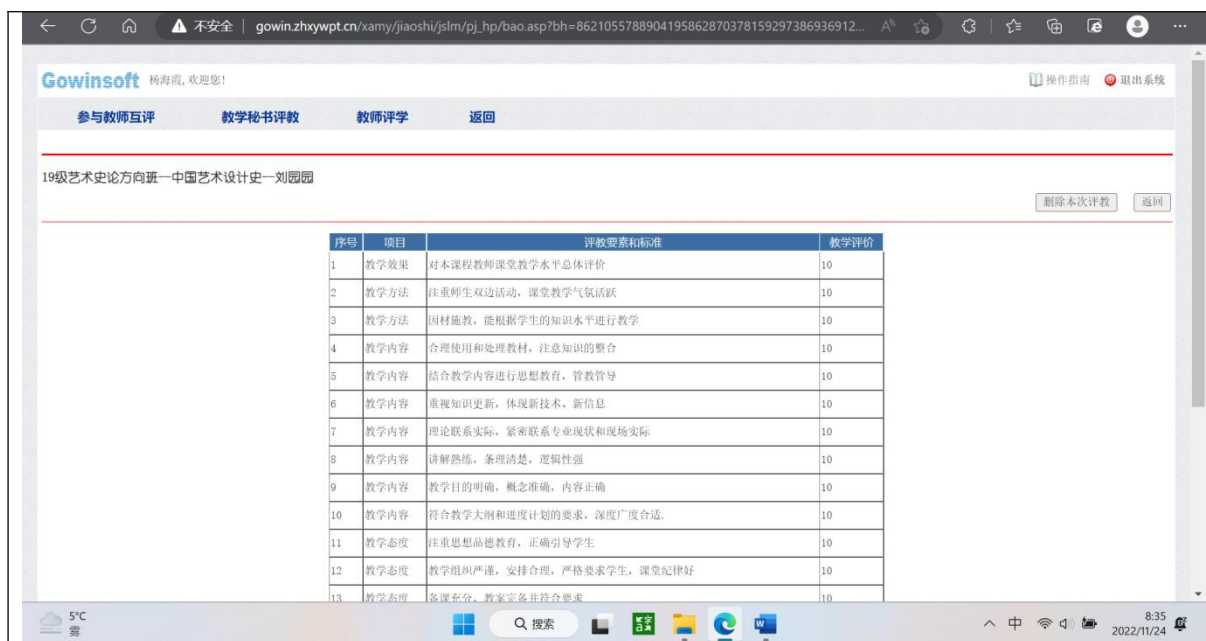 不安全 | gowin.zhxywpt.cn/xamy/jiaoshi/jslm/pj_hp/bao.asp?bh=8621055788904195862870378159297386936912...
Gowinsoft 杨海霞,欢迎您! 操作指南 退出系统
参与教师互评 教学秘书评教 教师评学 返回
19级艺术史论方向班--中国艺术设计史--刘园园
删除本次评教 返回
序号 项目 评教要素和标准 教学评价
1 教学效果 对本课程教师课堂教学水平总体评价 10
2 教学方法 注重师生双边活动，课堂教学气氛活跃 10
3 教学方法 因材施教，能根据学生的知识水平进行教学 10
4 教学内容 合理使用和处理教材，注意知识的整合 10
5 教学内容 结合教学内容进行思想教育，管教管导 10
6 教学内容 重视知识更新，体现新技术、新信息 10
7 教学内容 理论联系实际，紧密联系专业现状和现场实际 10
8 教学内容 讲解熟练，条理清楚，逻辑性强 10
9 教学内容 教学目的明确，概念准确，内容正确 10
10 教学内容 符合教学大纲和进度计划的要求，深度广度合适. 10
11 教学态度 注重思想品德教育，正确引导学生 10
12 教学态度 教学组织严谨，安排合理，严格要求学生，课堂纪律好 10
13 教学态度 备课充分，教案完备并符合要求 10
5°C
雾
搜索
中
8:35
2022/11/24